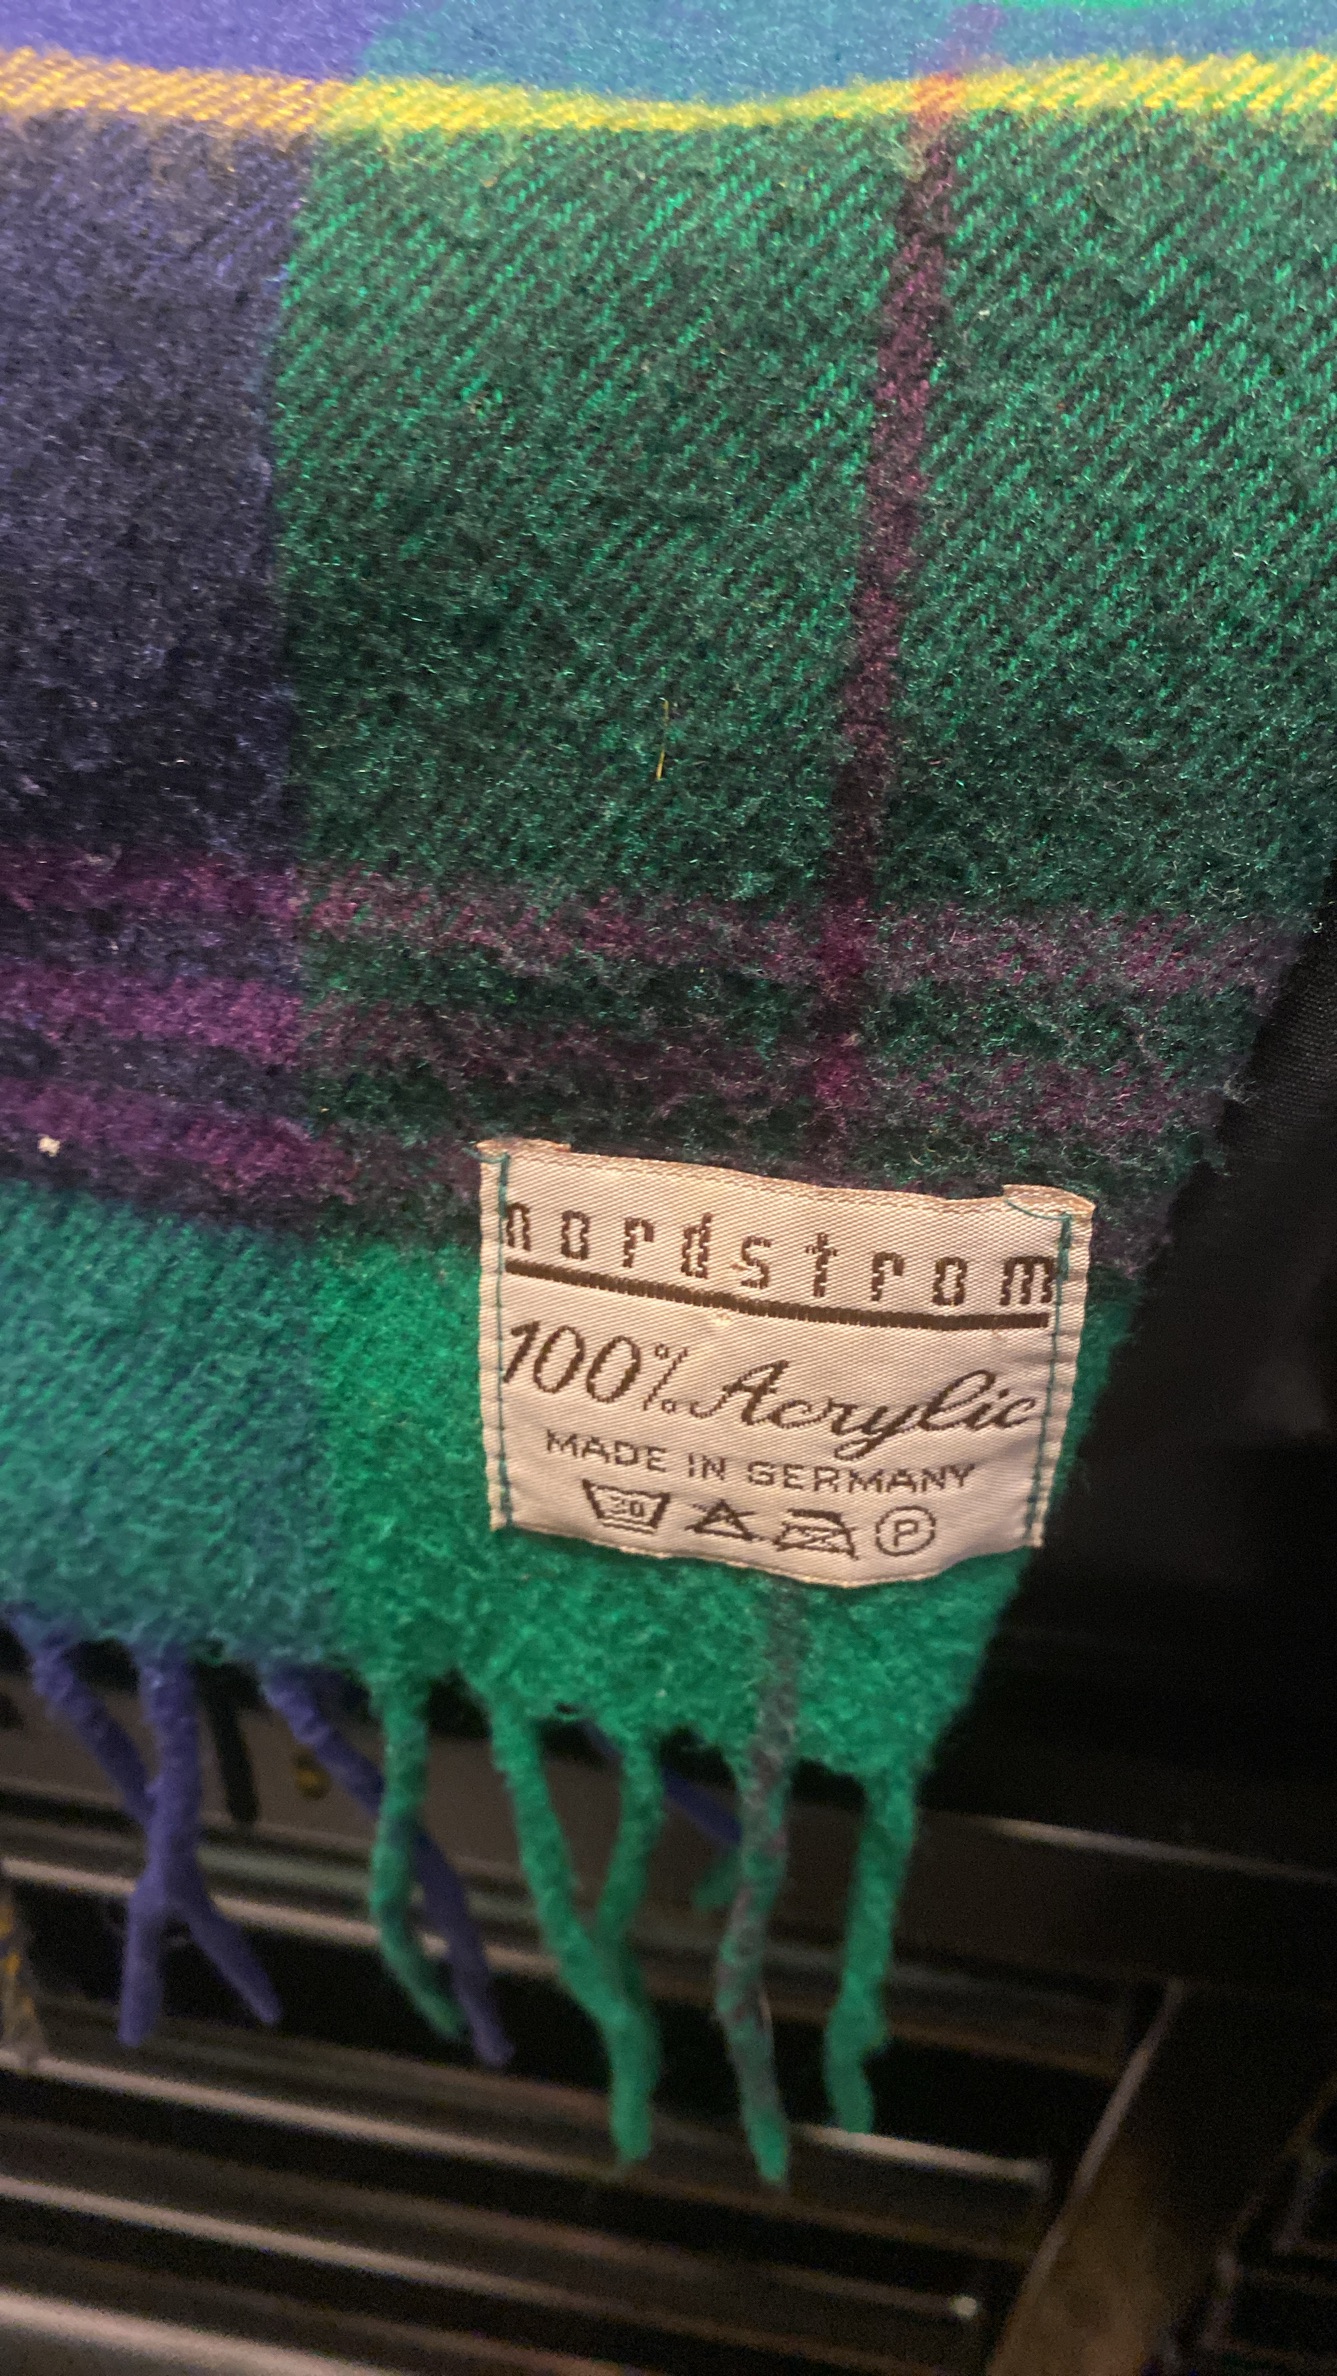 nordstrom
100% Acrylic
MADE IN GERMANY
30 P